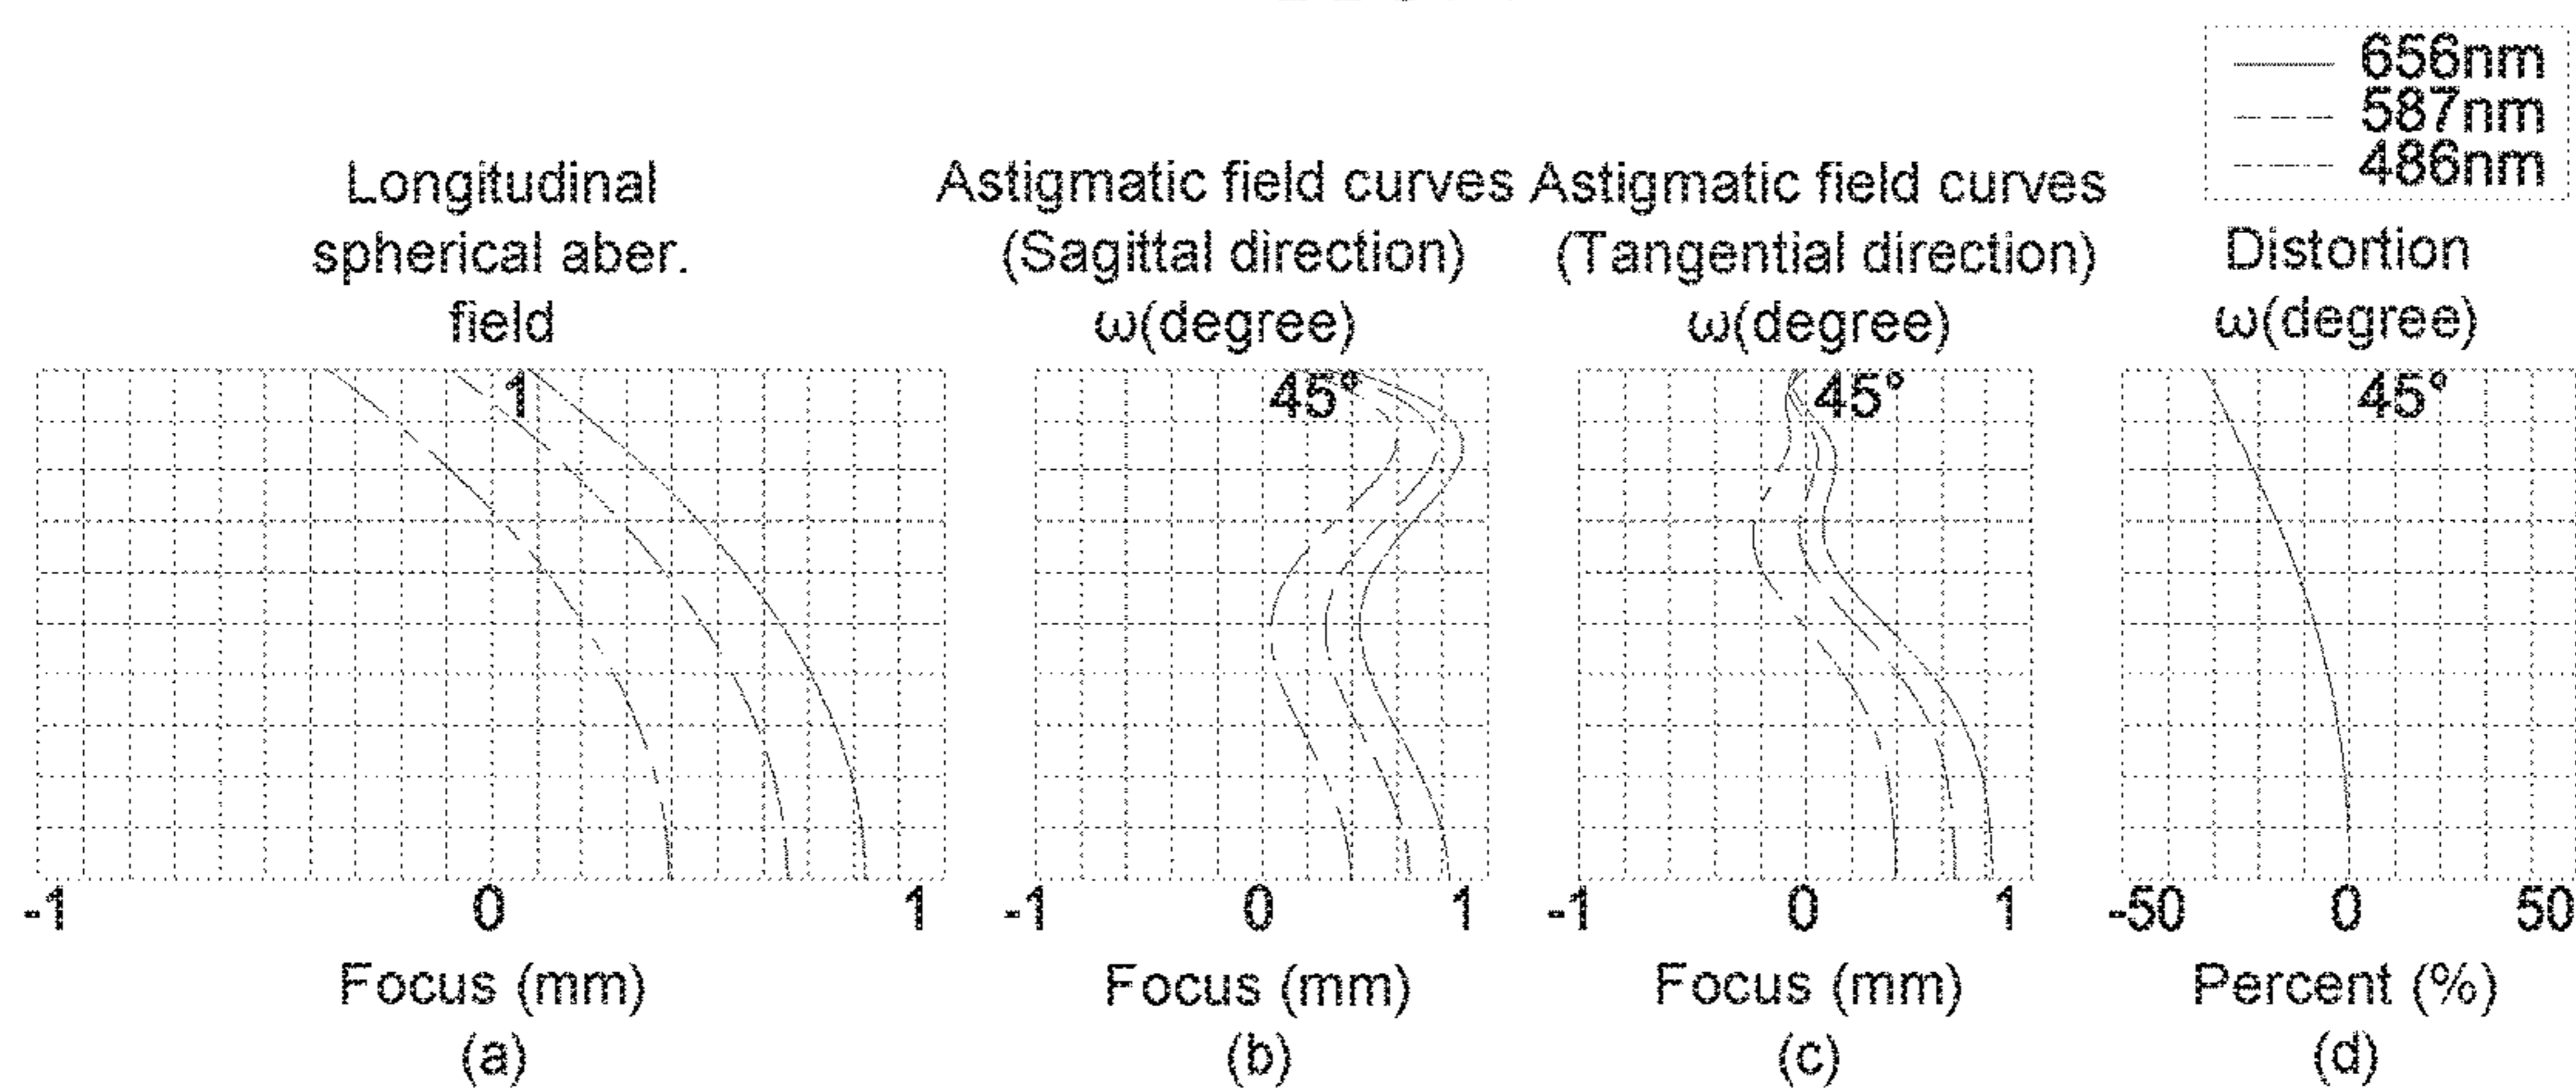 656nm
587nm
486nm
Longitudinal
spherical aber.
field
Astigmatic field curves
(Sagittal direction)
ω(degree)
Astigmatic field curves
(Tangential direction)
ω(degree)
Distortion
ω(degree)
1
45°
45°
45°
-1 0 1
-1 0 1
-1 0 1
-50 0 50
Focus (mm)
Focus (mm)
Focus (mm)
Percent (%)
(a)
(b)
(c)
(d)